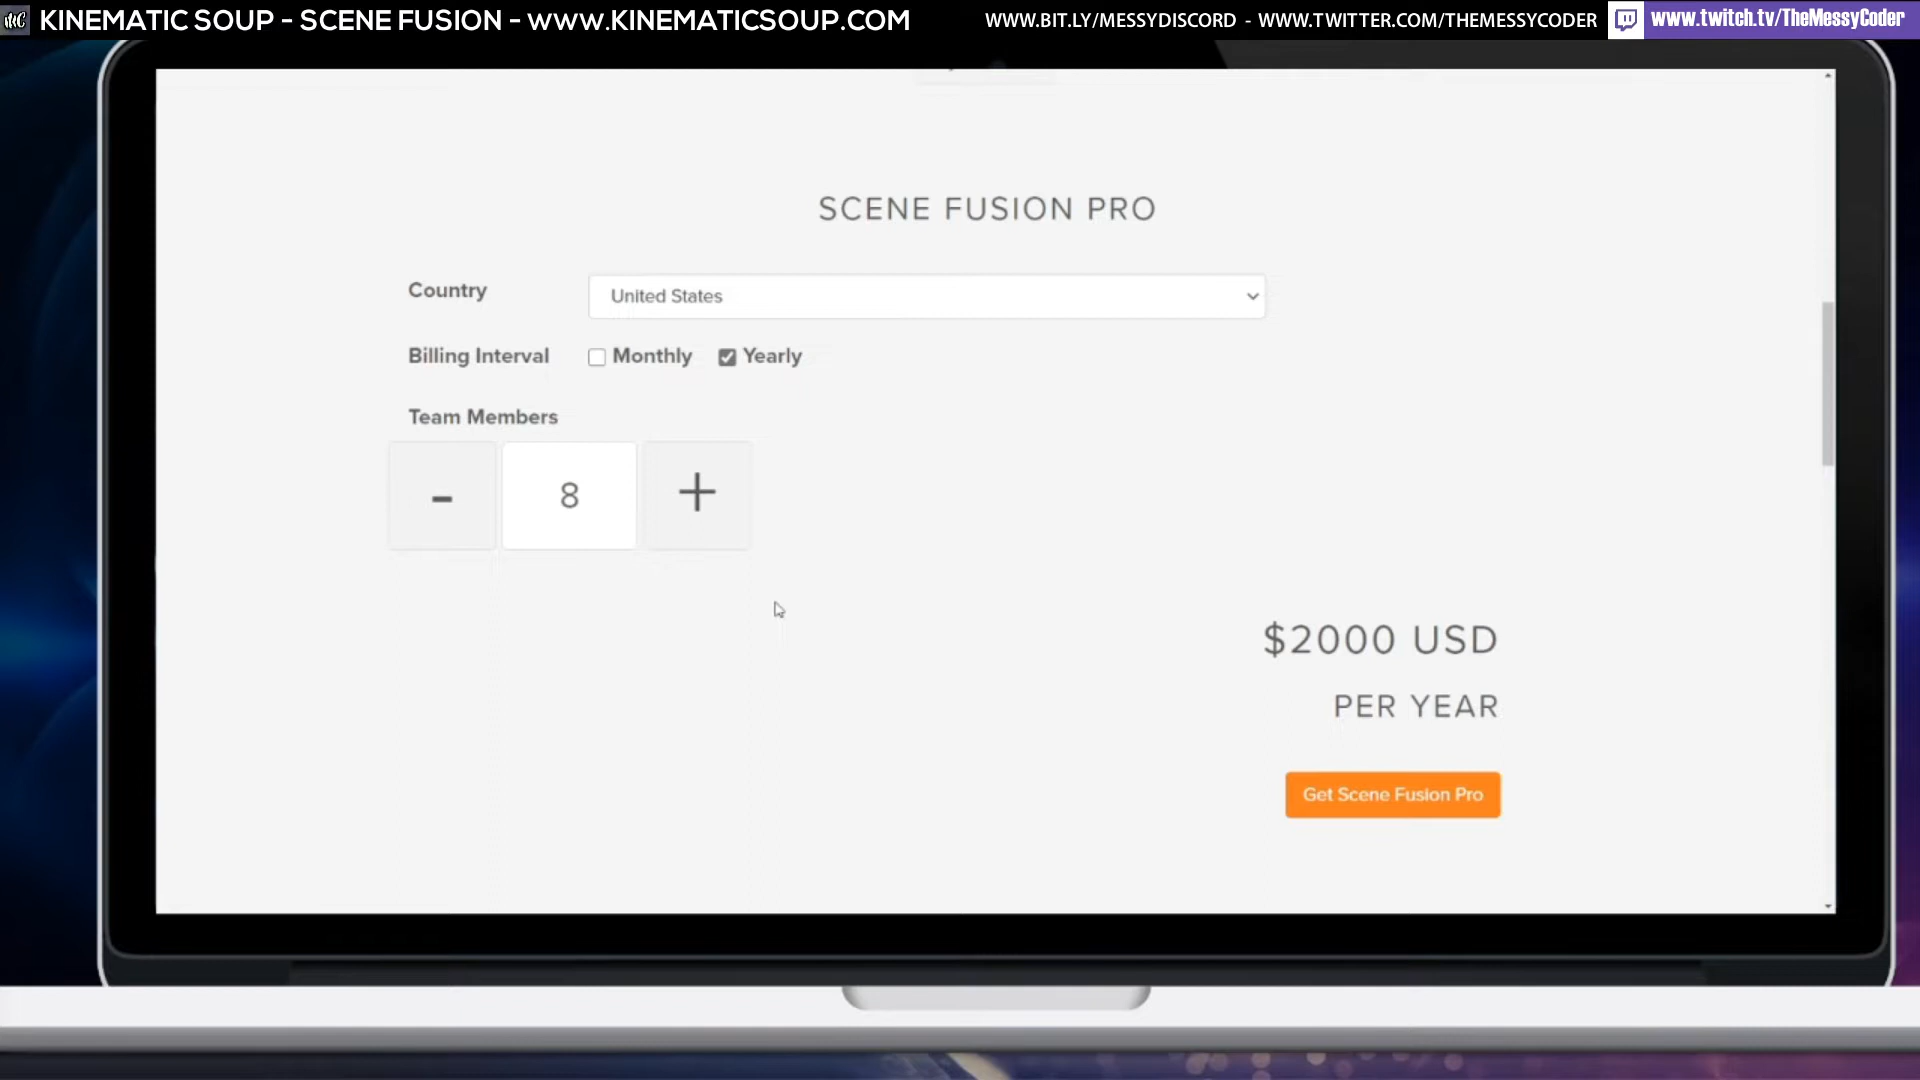 KINEMATIC SOUP - SCENE FUSION - www.KINEMATICSOUP.COM
WWW.BIT.LY/MESSYDISCORD - WWW.TWITTER.COM/THEMESSYCODER
www.twitch.tv/TheMessyCoder
SCENE FUSION PRO
Country
United States
Billing Interval
Monthly
Yearly
Team Members
-
8
+
$2000 USD
PER YEAR
Get Scene Fusion Pro